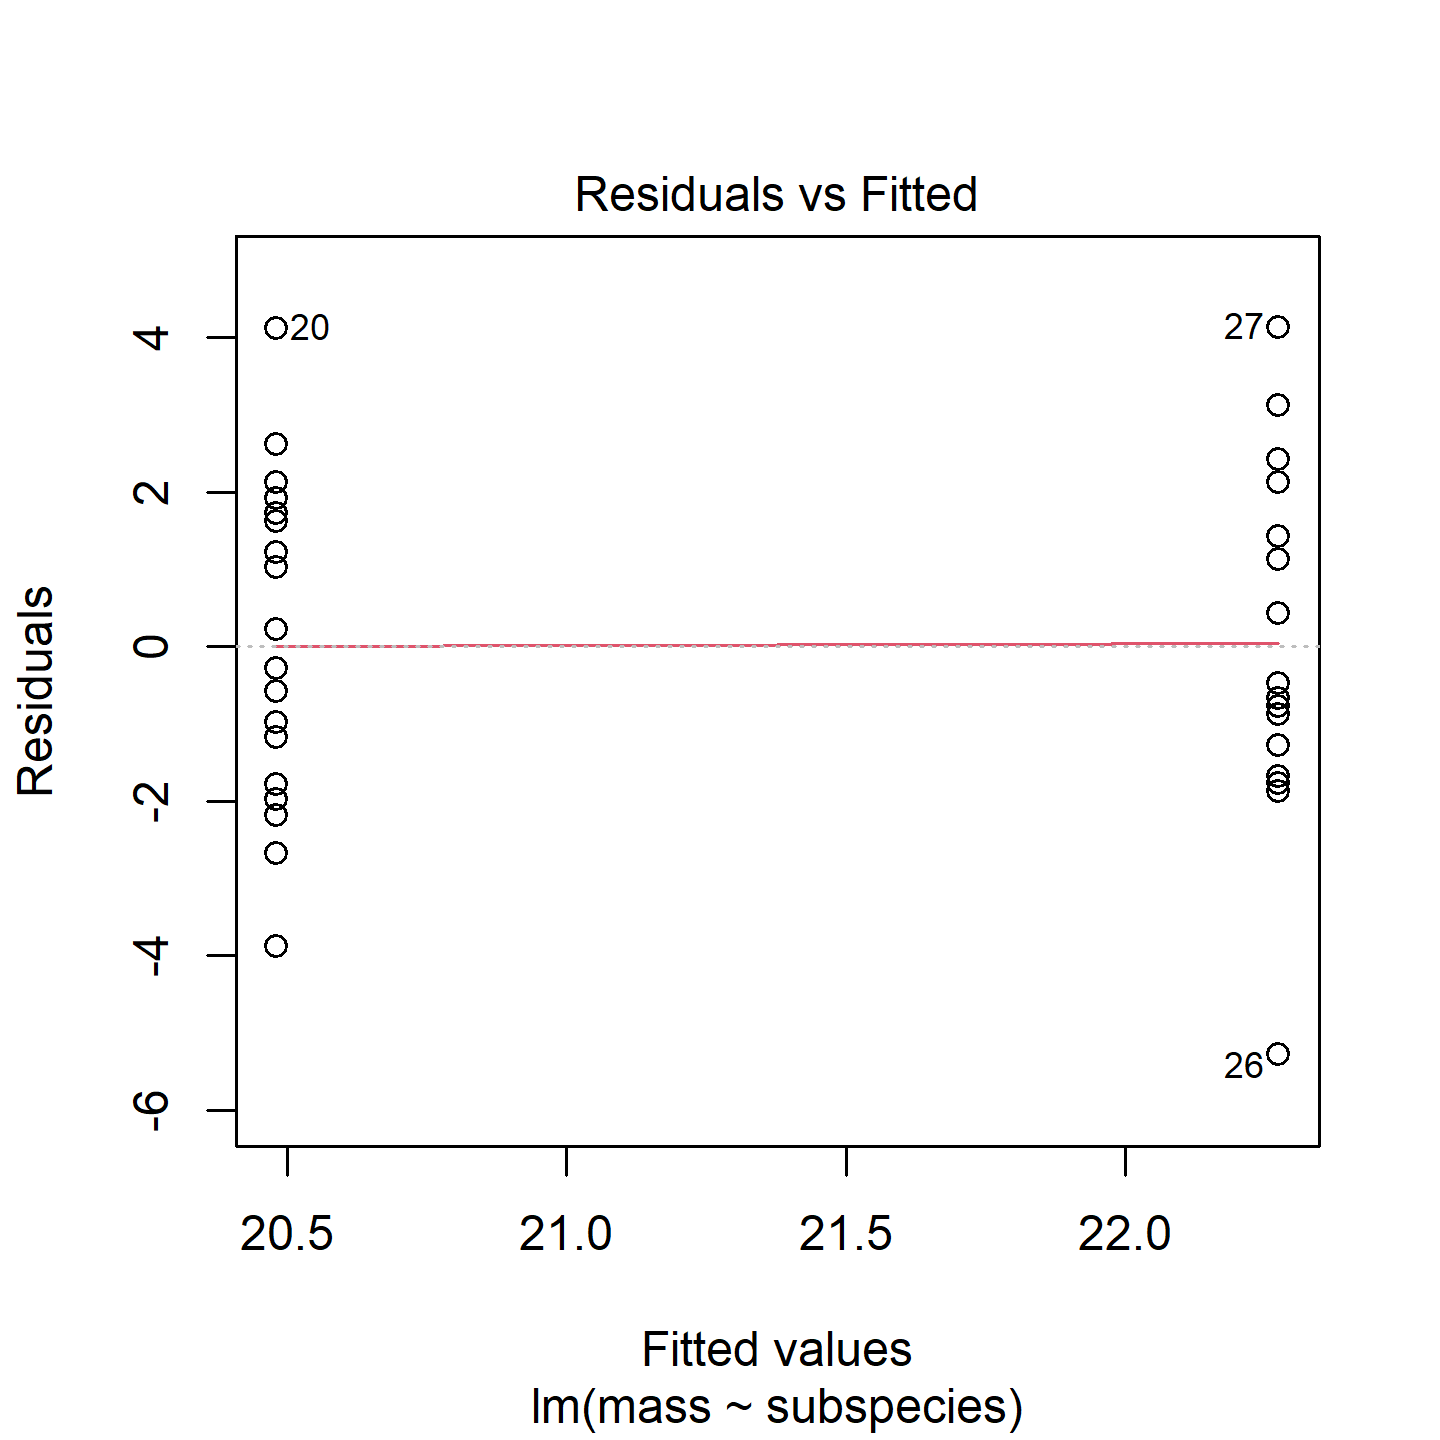 Residuals vs Fitted
4
2
0
-2
-4
-6
Residuals
20
27
26
20.5 21.0 21.5 22.0
Fitted values
lm(mass ~ subspecies)